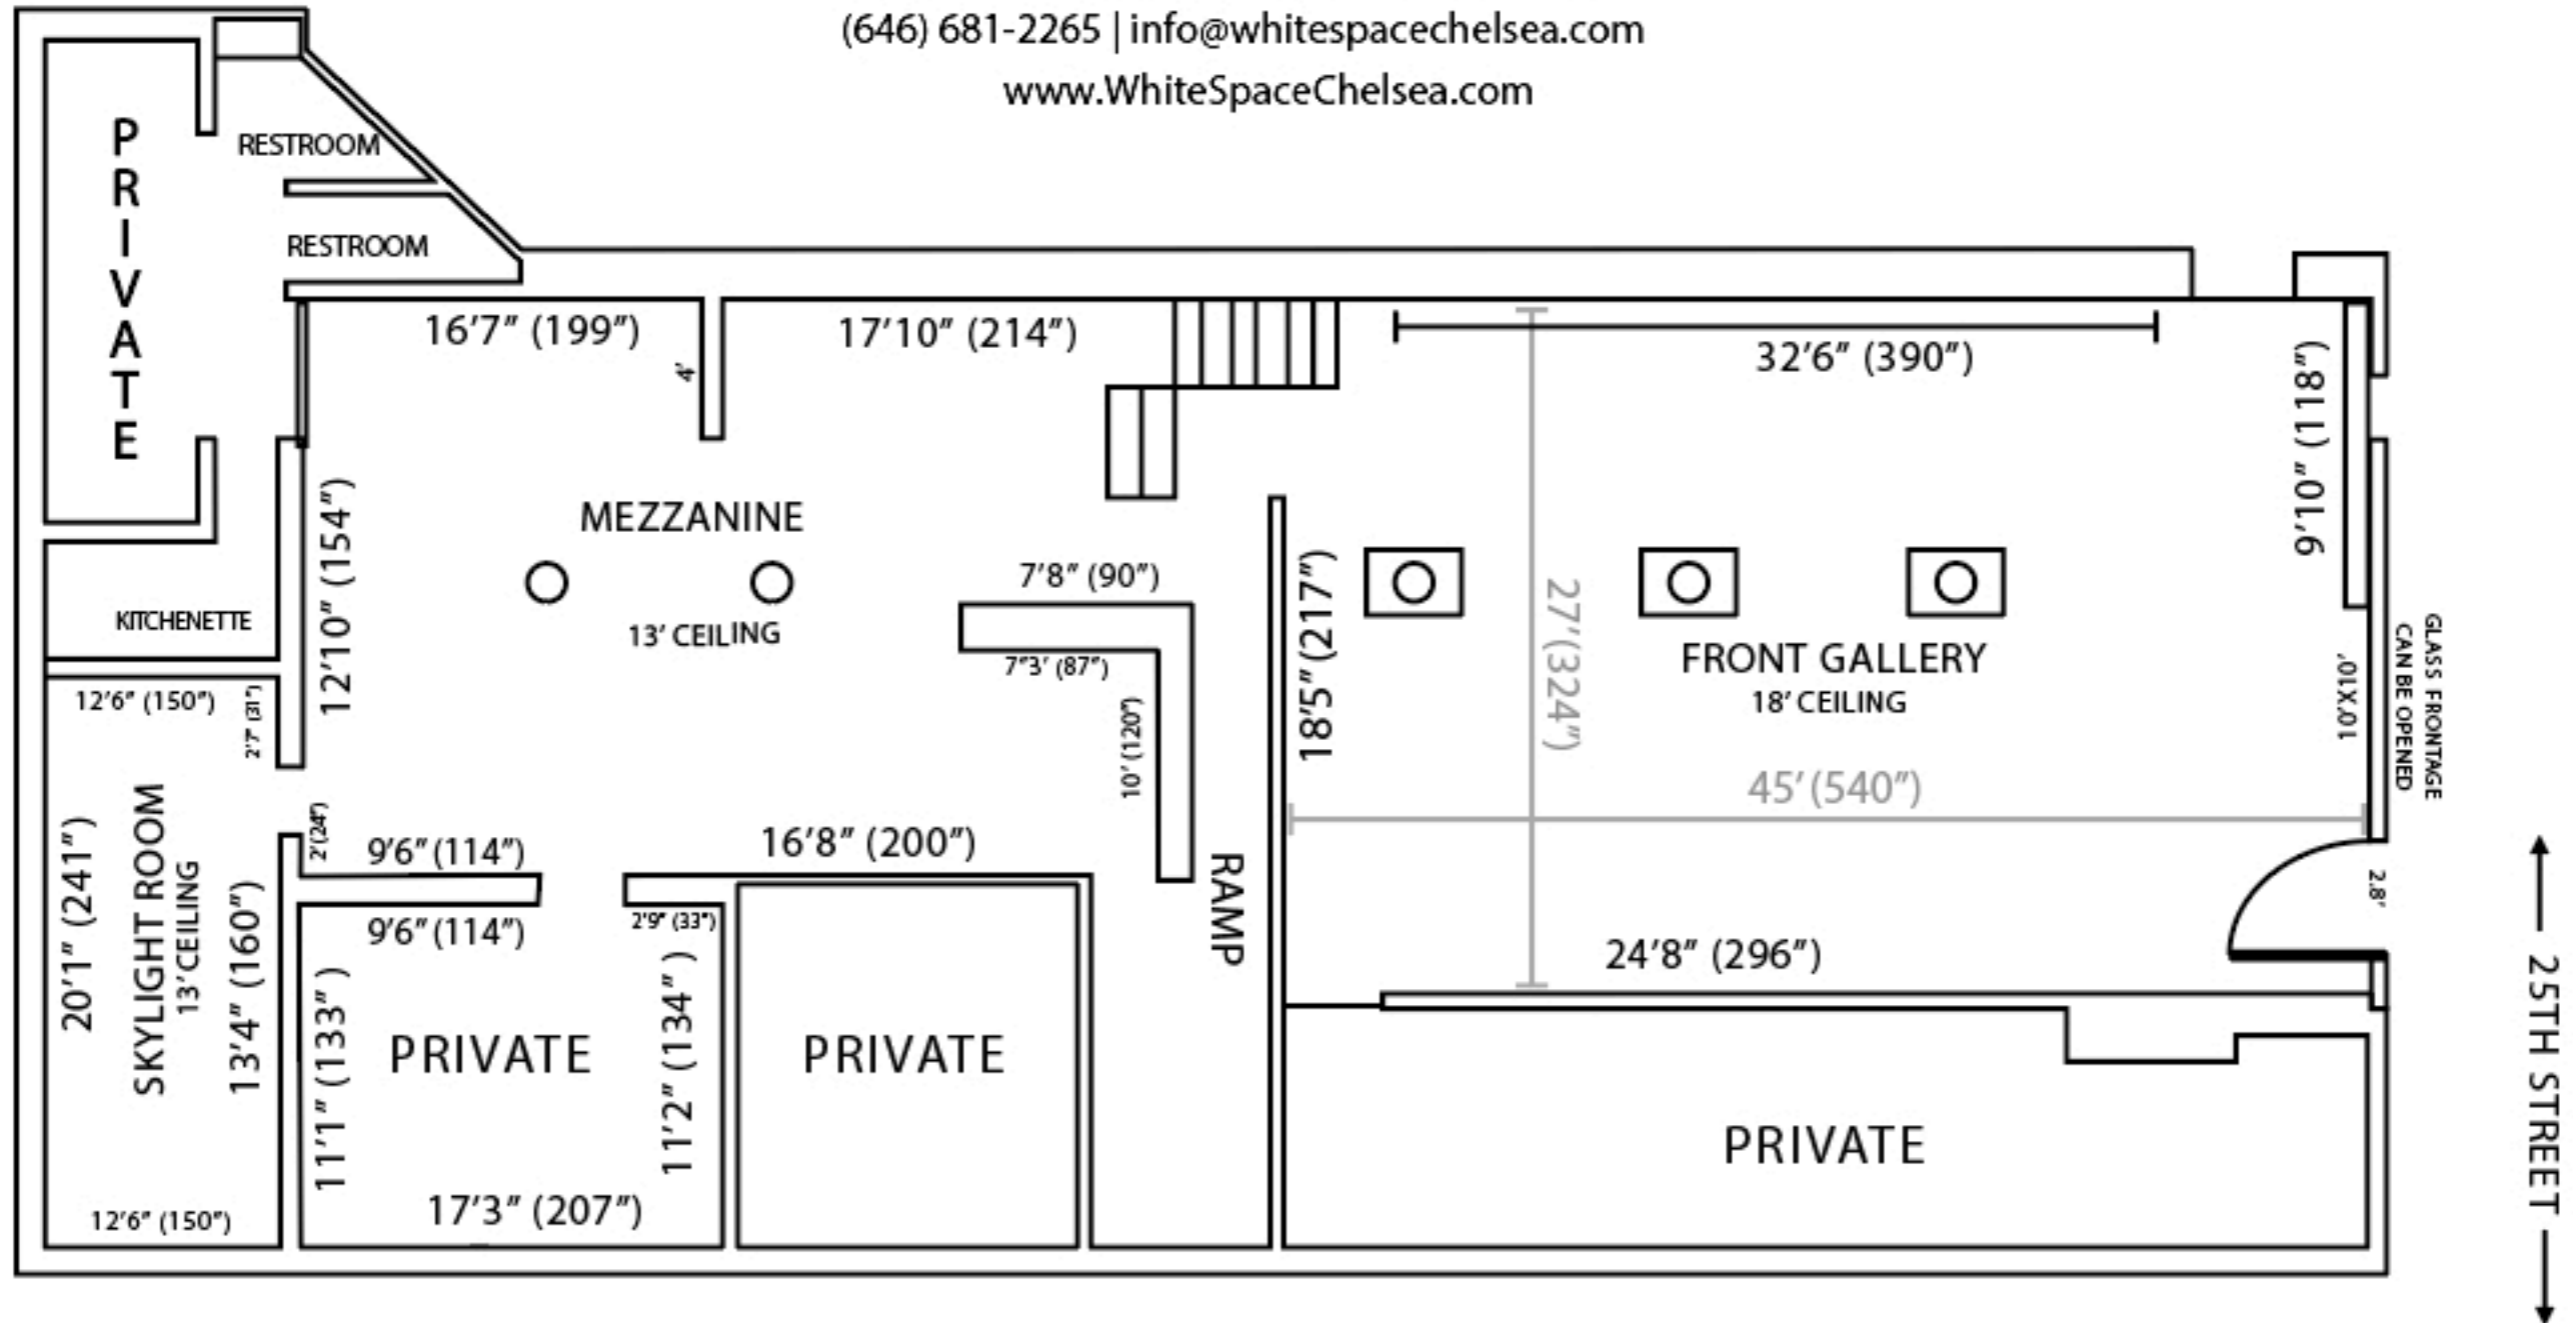 (646) 681-2265 | info@whitespacechelsea.com
www.WhiteSpaceChelsea.com
PRIVATE
RESTROOM
RESTROOM
16’7” (199”)
4’
17’10” (214”)
32’6” (390”)
9’10” (118”)
MEZZANINE
13’ CEILING
12’10” (154”)
KITCHENETTE
7’8” (90”)
7”3’ (87”)
10’ (120”)
18’5” (217”)
27’(324”)
FRONT GALLERY
18’ CEILING
45’ (540”)
10’X10’
GLASS FRONTAGE
CAN BE OPENED
12’6” (150”)
2’7” (31”)
20’1” (241”)
SKYLIGHT ROOM
13’ CEILING
13’4” (160”)
12’6” (150”)
2’(24”)
9’6” (114”)
9’6” (114”)
16’8” (200”)
2’9” (33”)
11’1” (133” )
PRIVATE
11’2” (134” )
17’3” (207”)
PRIVATE
RAMP
24’8” (296”)
2.8’
PRIVATE
25TH STREET